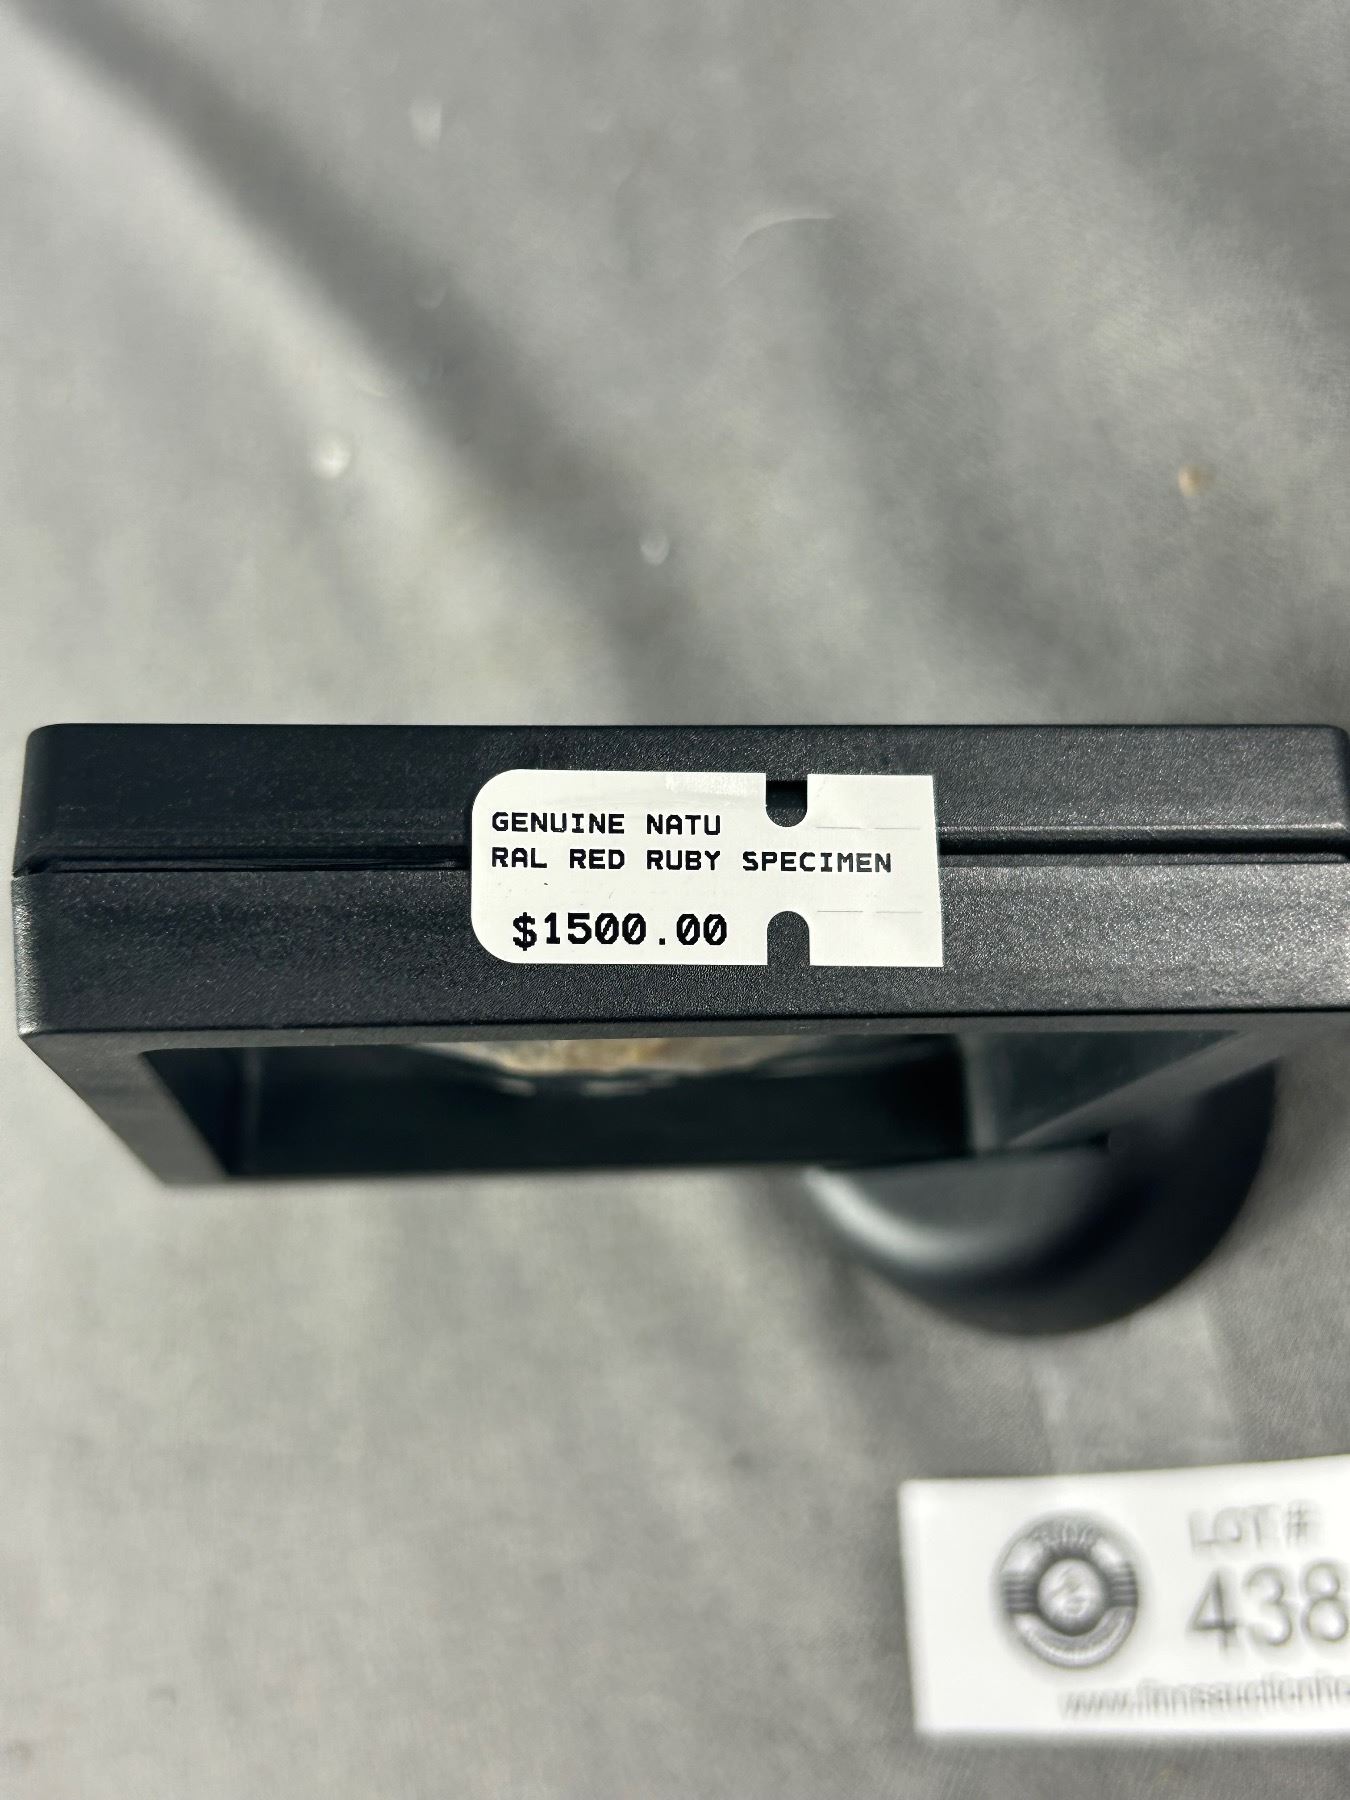 GENUINE NATU
RAL RED RUBY SPECIMEN
$1500.00
LOT #:
438